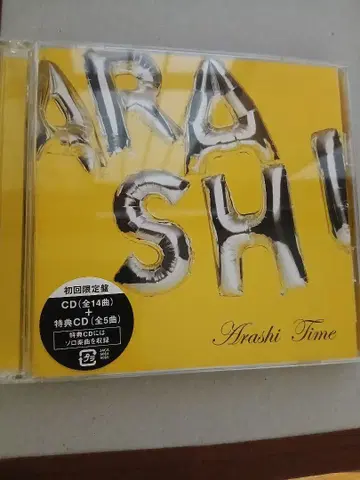 ARA
SHI
Arashi Time
初回限定盤
CD(全14曲)
+
特典CD(全5曲)
特典CDには
ソロ楽曲を収録